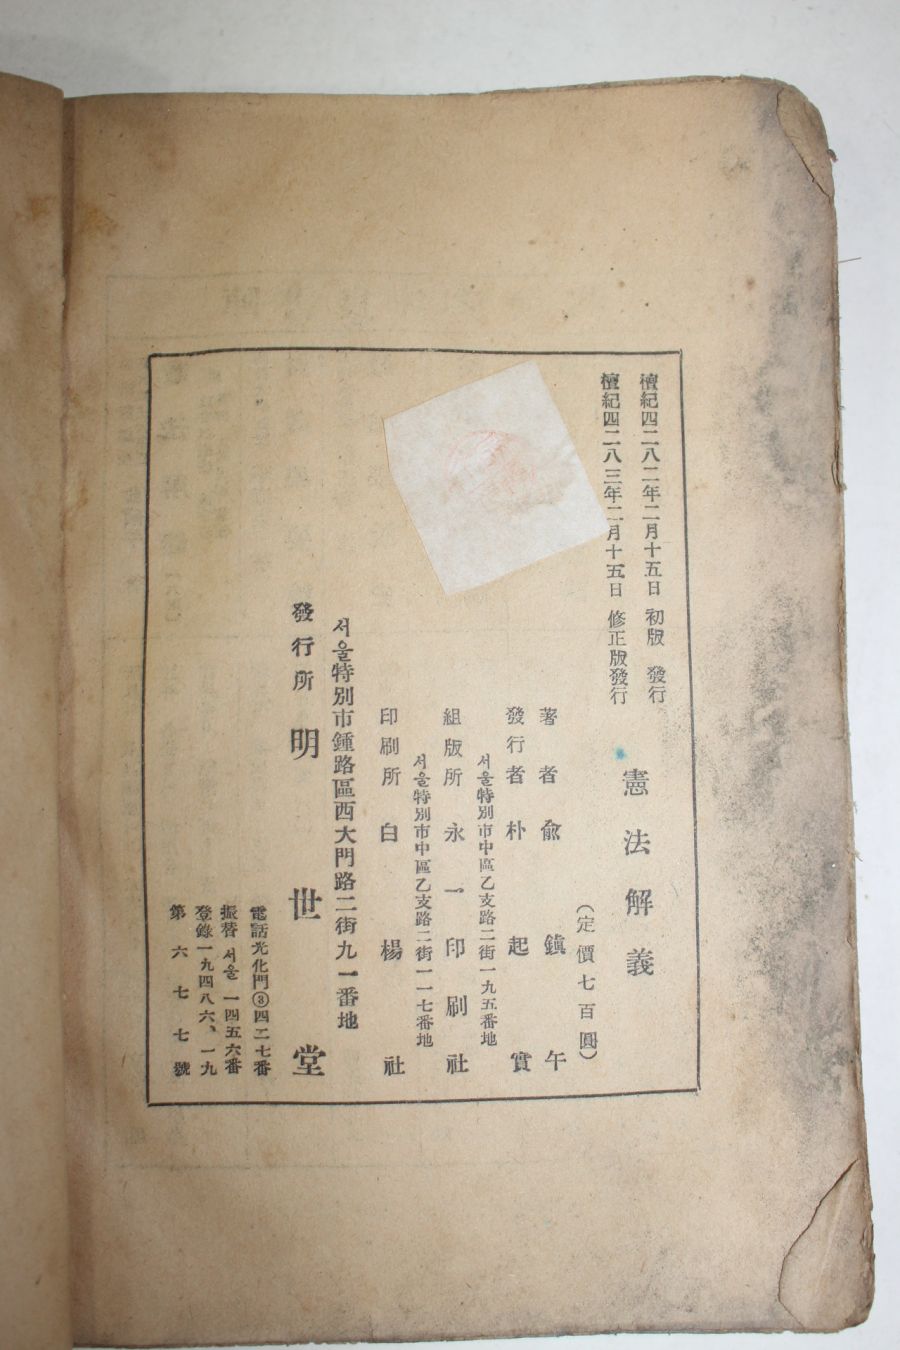 檀紀四二八二年二月十五日 初版 發行
檀紀四二八三年二月十五日 修正版發行
憲法解義
(定價七百圓)
著者 兪鎭午
發行者 朴起實
서울特別市中區乙支路二街一九五番地
組版所 永一印刷社
서울特別市中區乙支路二街一一七番地
印刷所 白楊社
서울特別市鍾路區西大門路二街九一番地
發行所 明世堂
電話光化門③四二七番
振替서울 一四五六番
登錄一九四八六、一九
第六七七號